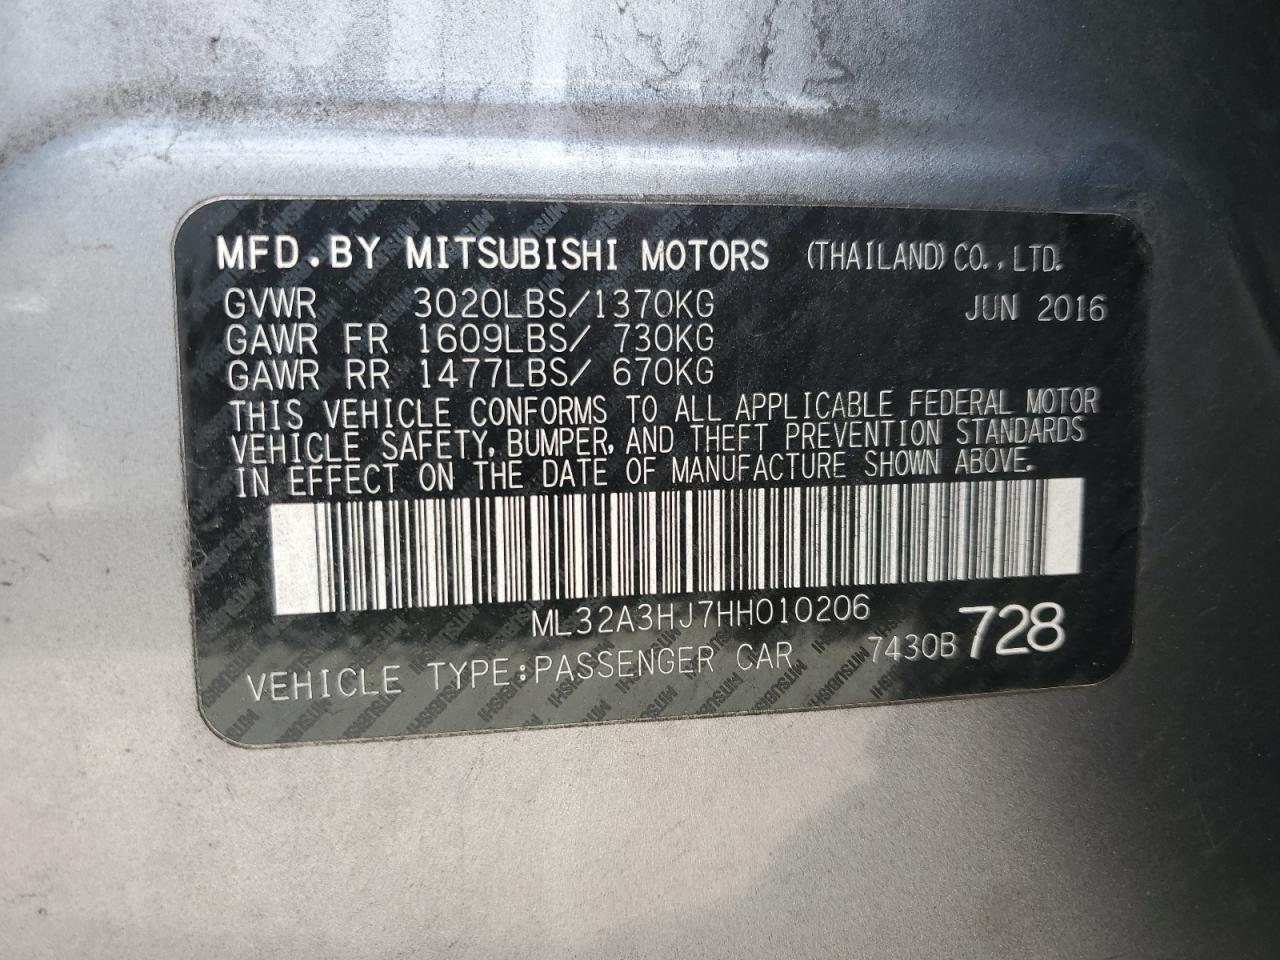 MFD.BY MITSUBISHI MOTORS (THAILAND)CO.,LTD.
GVWR 3020LBS/1370KG JUN 2016
GAWR FR 1609LBS/ 730KG
GAWR RR 1477LBS/ 670KG
THIS VEHICLE CONFORMS TO ALL APPLICABLE FEDERAL MOTOR
VEHICLE SAFETY, BUMPER, AND THEFT PREVENTION STANDARDS
IN EFFECT ON THE DATE OF MANUFACTURE SHOWN ABOVE.
ML32A3HJ7HH010206
VEHICLE TYPE:PASSENGER CAR 7430B 728